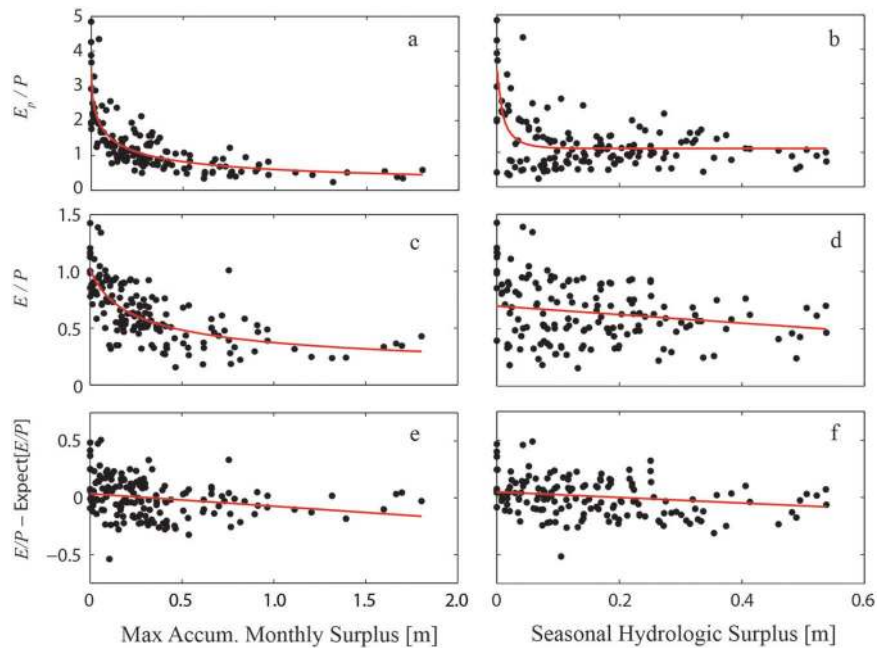 a
b
5
4
3
2
1
0
E_p / P
c
d
1.5
1.0
0.5
0
E / P
e
f
0.5
0
−0.5
E/P − Expect[E/P]
0 0.5 1.0 1.5 2.0
0 0.2 0.4 0.6
Max Accum. Monthly Surplus [m]
Seasonal Hydrologic Surplus [m]